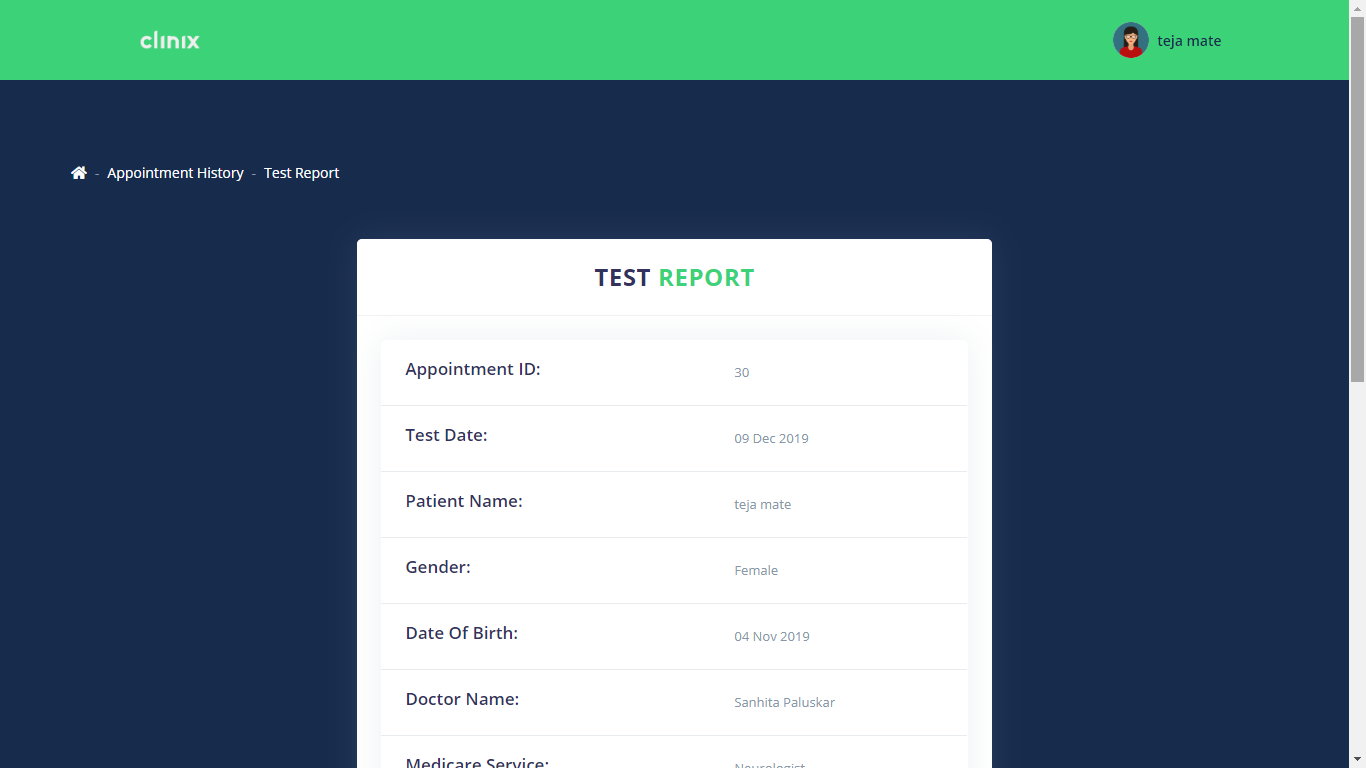 clinix
teja mate
- Appointment History - Test Report
TEST REPORT
Appointment ID: 30
Test Date: 09 Dec 2019
Patient Name: teja mate
Gender: Female
Date Of Birth: 04 Nov 2019
Doctor Name: Sanhita Paluskar
Medicare Service: Neurologist